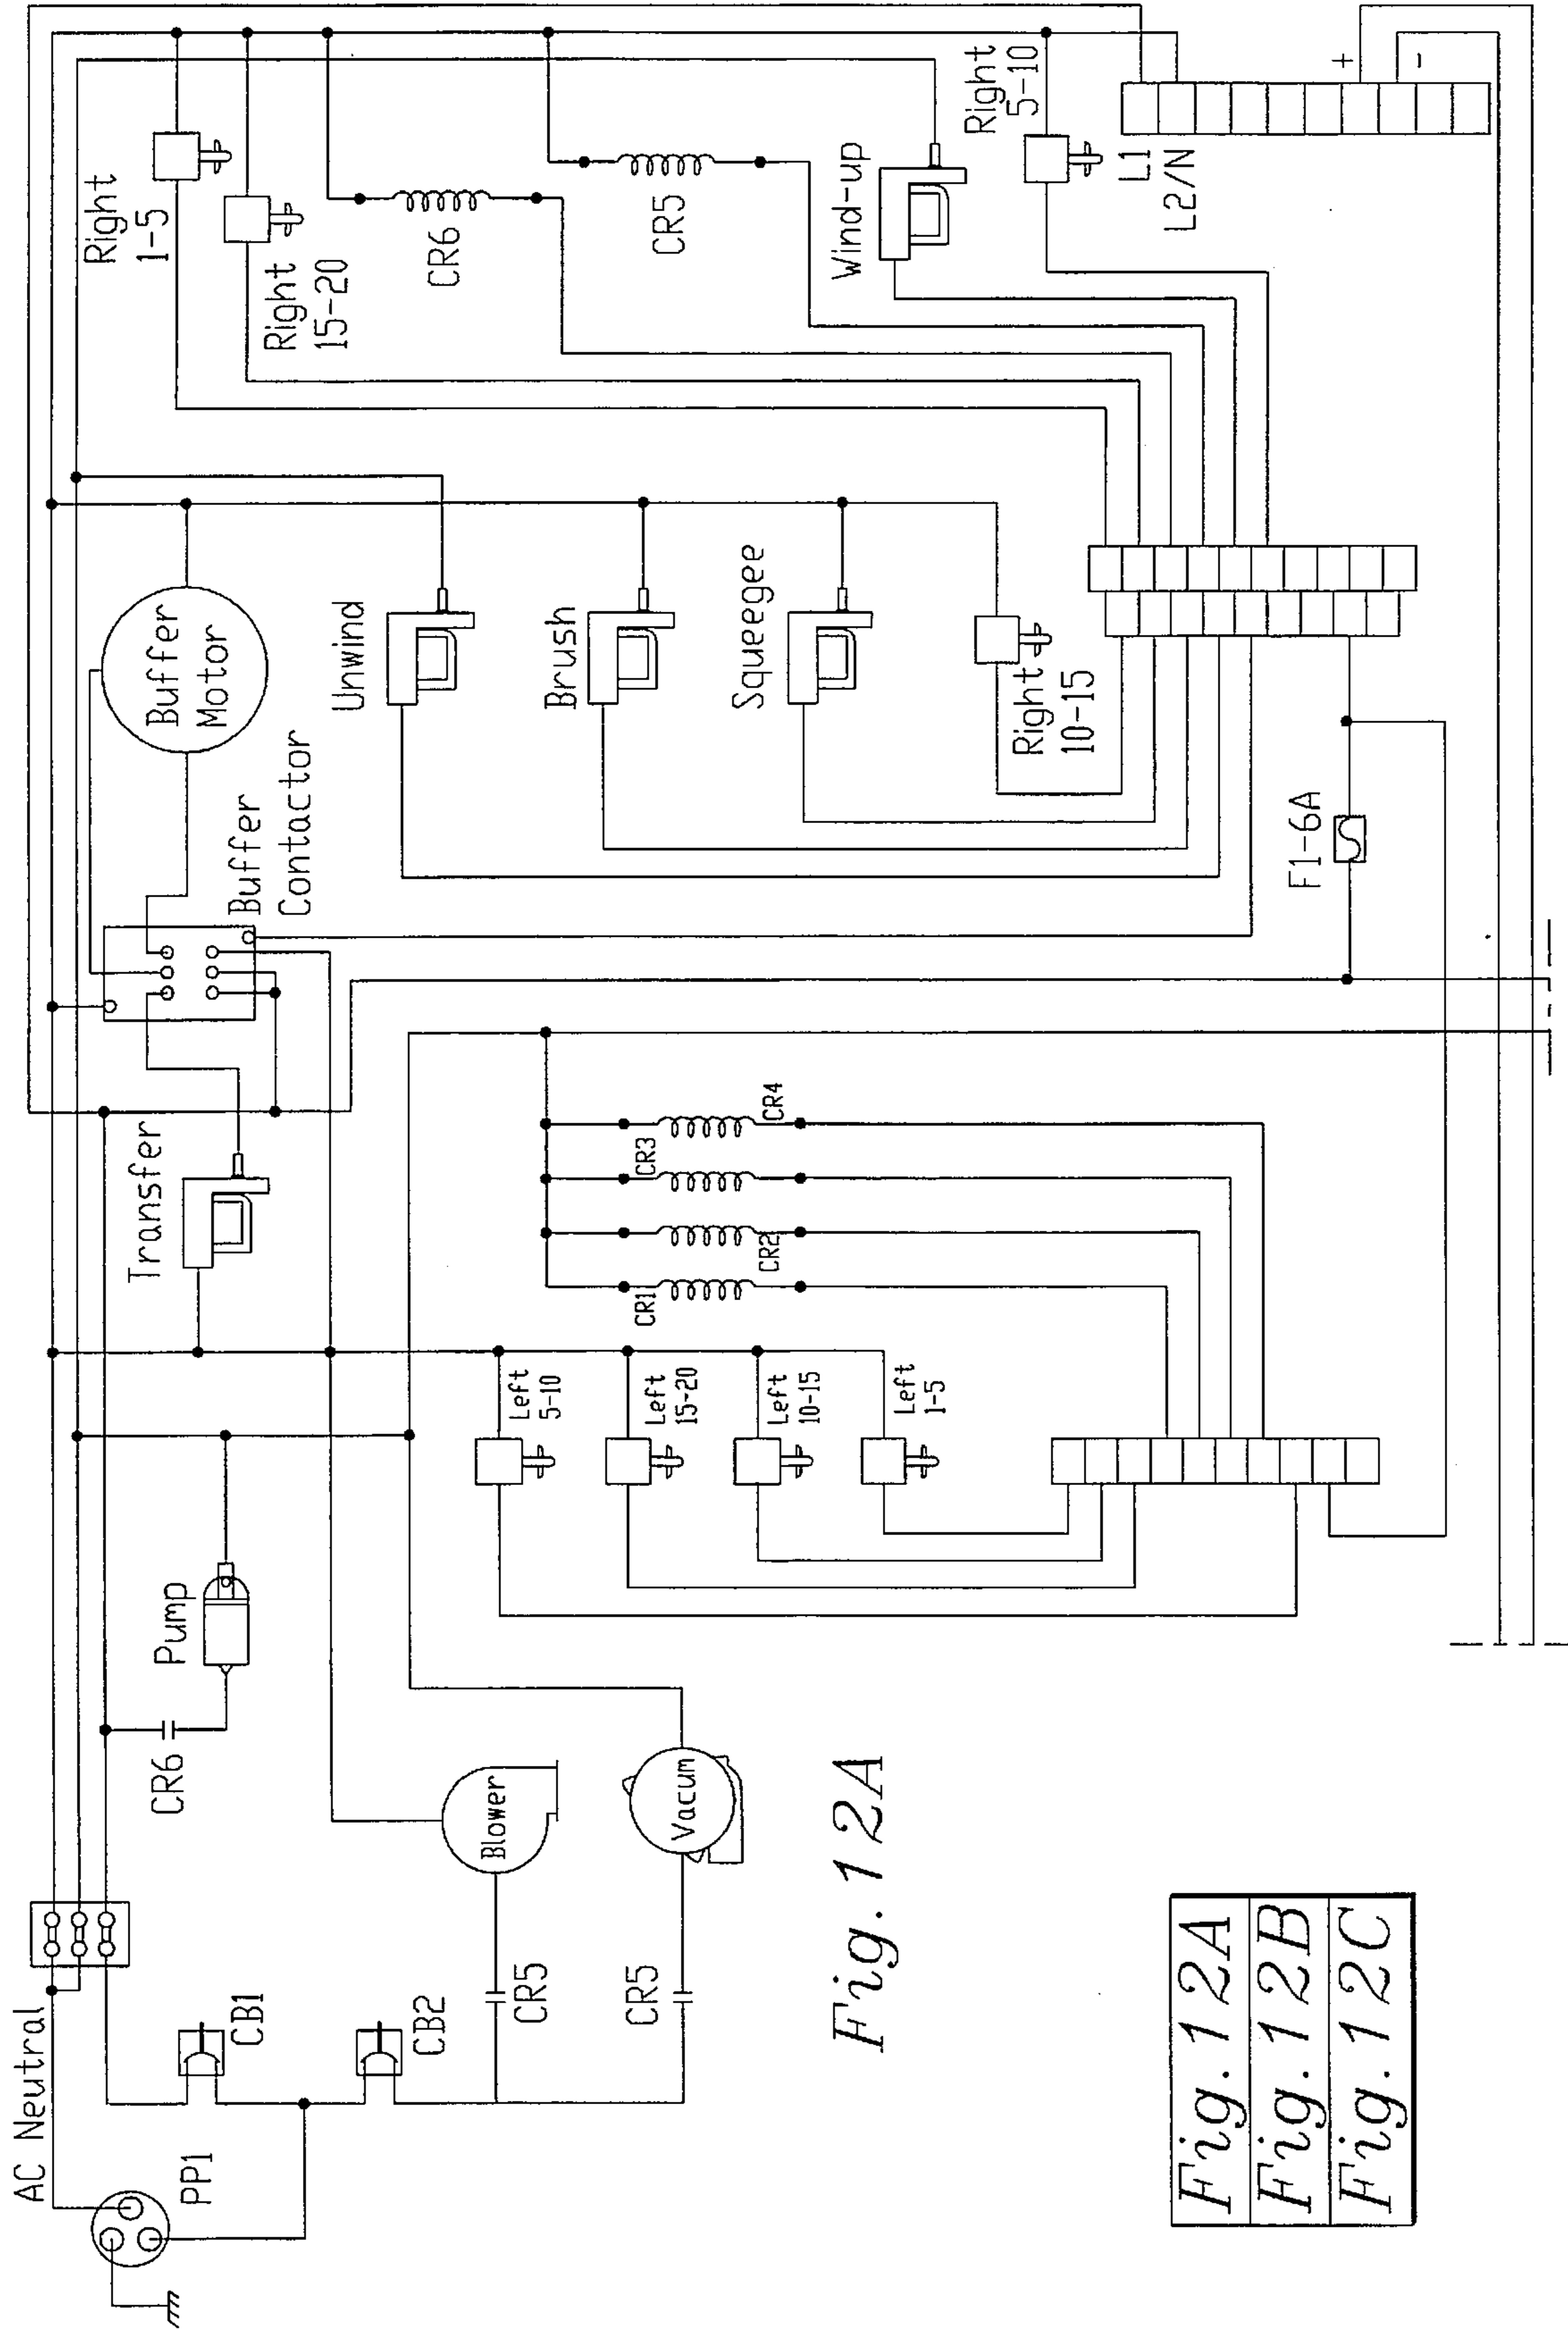 AC Neutral
PP1
CB1
CB2
CR6
Pump
Transfer
Buffer
Contactor
Buffer
Motor
Right
1-5
Right
15-20
CR6
CR5
Wind-up
Right
5-10
L1
L2/N
+
-
Unwind
Brush
Squeegee
Right
10-15
F1-6A
CR1
CR2
CR3
CR4
Left
5-10
Left
15-20
Left
10-15
Left
1-5
Blower
CR5
Vacum
CR5
Fig. 12A
Fig. 12A
Fig. 12B
Fig. 12C